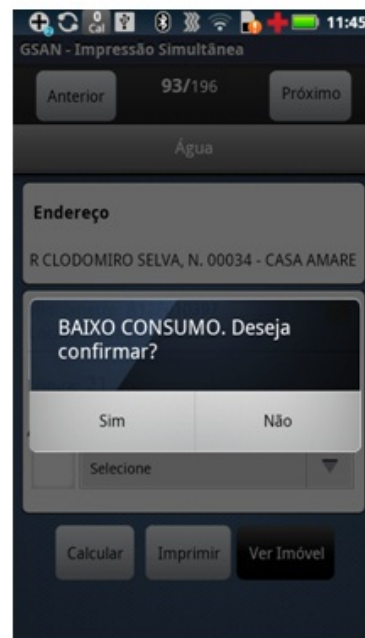 11:45
GSAN - Impressão Simultânea
Anterior
93/196
Próximo
Água
Endereço
R CLODOMIRO SELVA, N. 00034 - CASA AMARE
BAIXO CONSUMO. Deseja
confirmar?
Sim
Não
Selecione
Calcular
Imprimir
Ver Imóvel